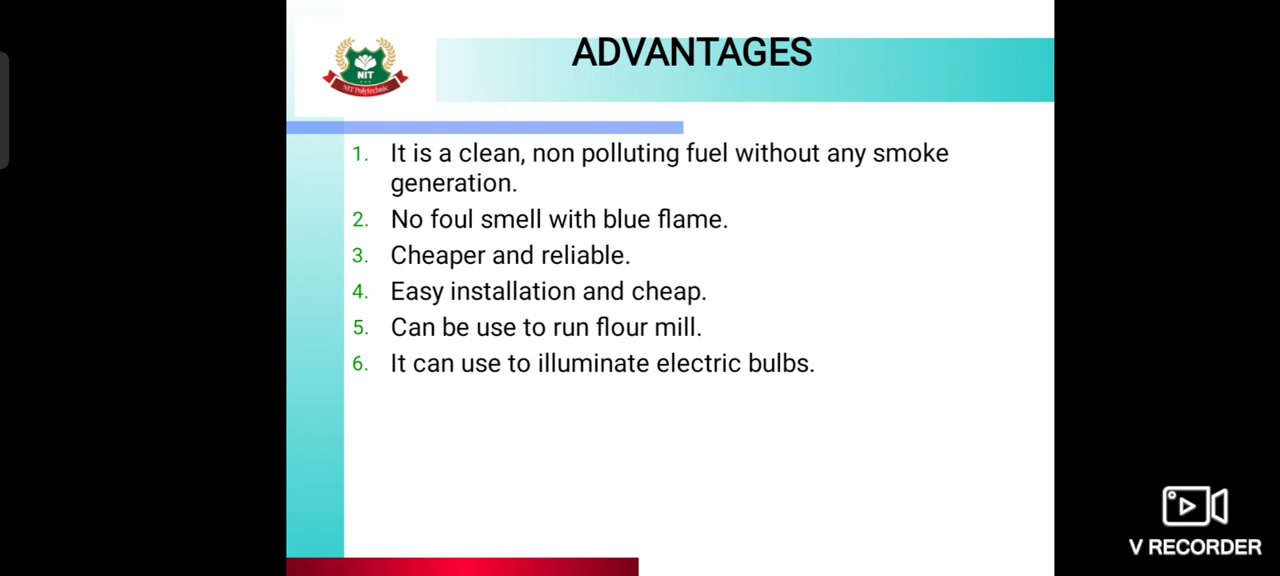 ADVANTAGES
NIT
NIT Polytechnic
1. It is a clean, non polluting fuel without any smoke
generation.
2. No foul smell with blue flame.
3. Cheaper and reliable.
4. Easy installation and cheap.
5. Can be use to run flour mill.
6. It can use to illuminate electric bulbs.
V RECORDER